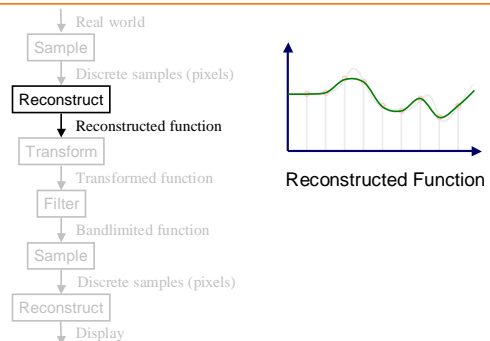 Real world
Sample
Discrete samples (pixels)
Reconstruct
Reconstructed function
Transform
Transformed function
Filter
Bandlimited function
Sample
Discrete samples (pixels)
Reconstruct
Display
Reconstructed Function